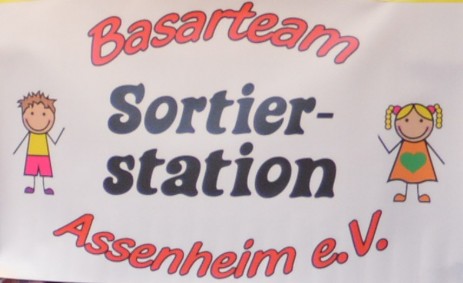 Basarteam
Sortier-
station
Assenheim e.V.